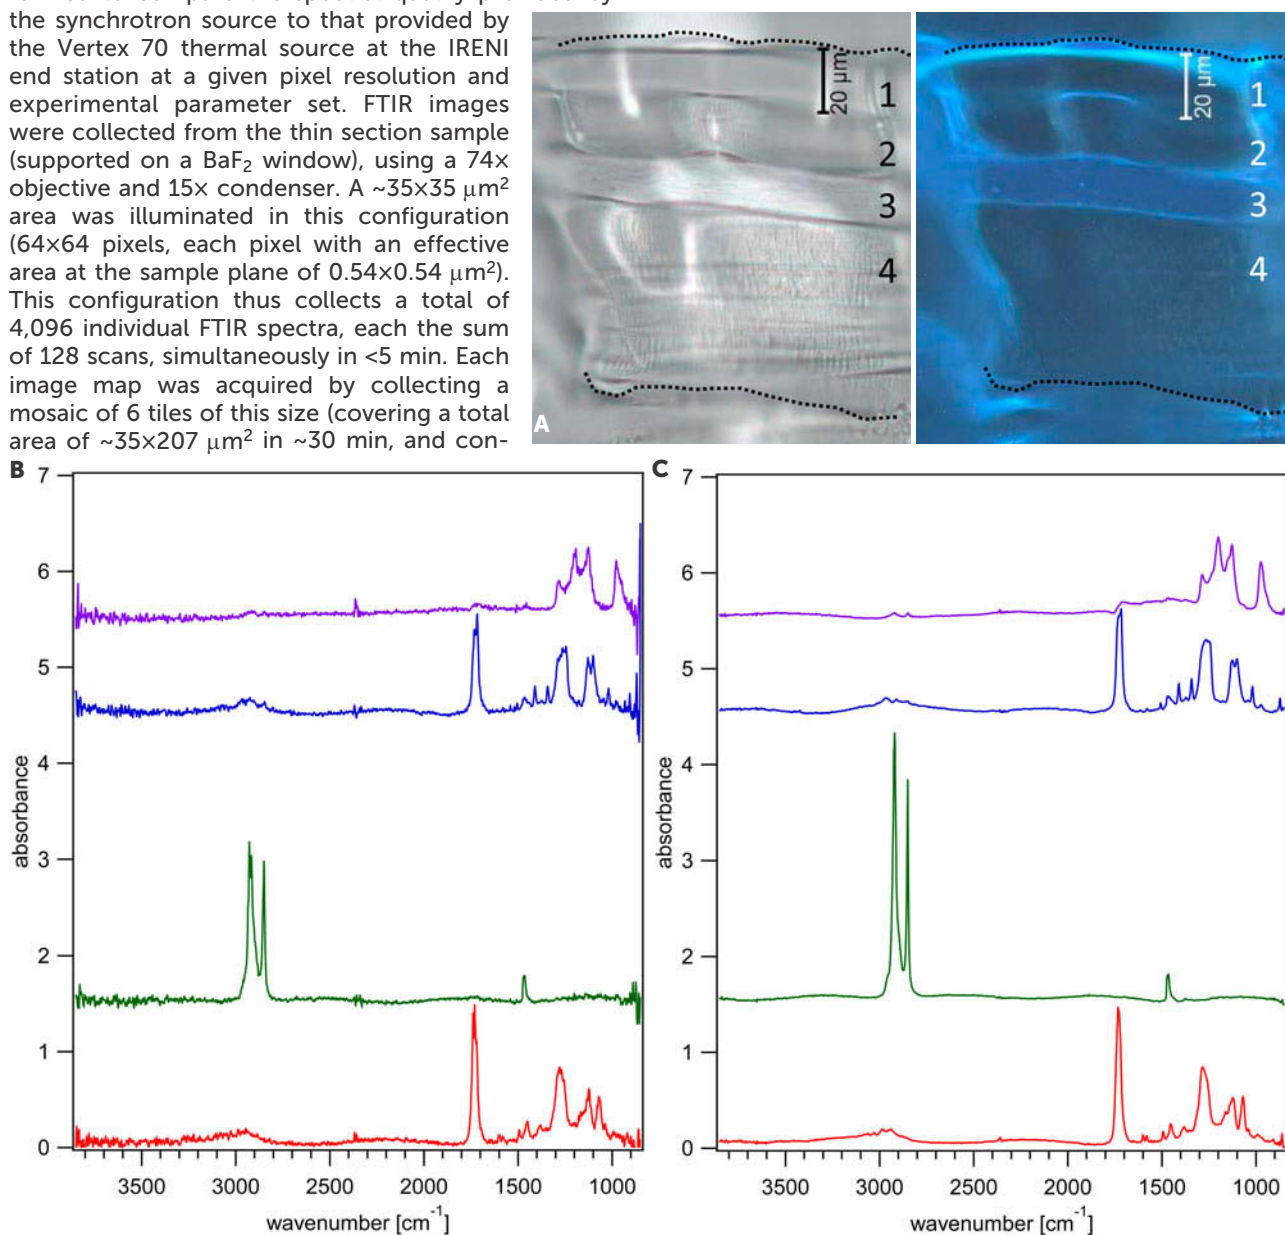 the synchrotron source to that provided by
the Vertex 70 thermal source at the IRENI
end station at a given pixel resolution and
experimental parameter set. FTIR images
were collected from the thin section sample
(supported on a BaF₂ window), using a 74×
objective and 15× condenser. A ~35×35 μm²
area was illuminated in this configuration
(64×64 pixels, each pixel with an effective
area at the sample plane of 0.54×0.54 μm²).
This configuration thus collects a total of
4,096 individual FTIR spectra, each the sum
of 128 scans, simultaneously in <5 min. Each
image map was acquired by collecting a
mosaic of 6 tiles of this size (covering a total
area of ~35×207 μm² in ~30 min, and con-
20 μm
1
2
3
4
A
20 μm
1
2
3
4
B
7
6
5
4
3
2
1
0
absorbance
3500 3000 2500 2000 1500 1000
wavenumber [cm⁻¹]
C
7
6
5
4
3
2
1
0
absorbance
3500 3000 2500 2000 1500 1000
wavenumber [cm⁻¹]